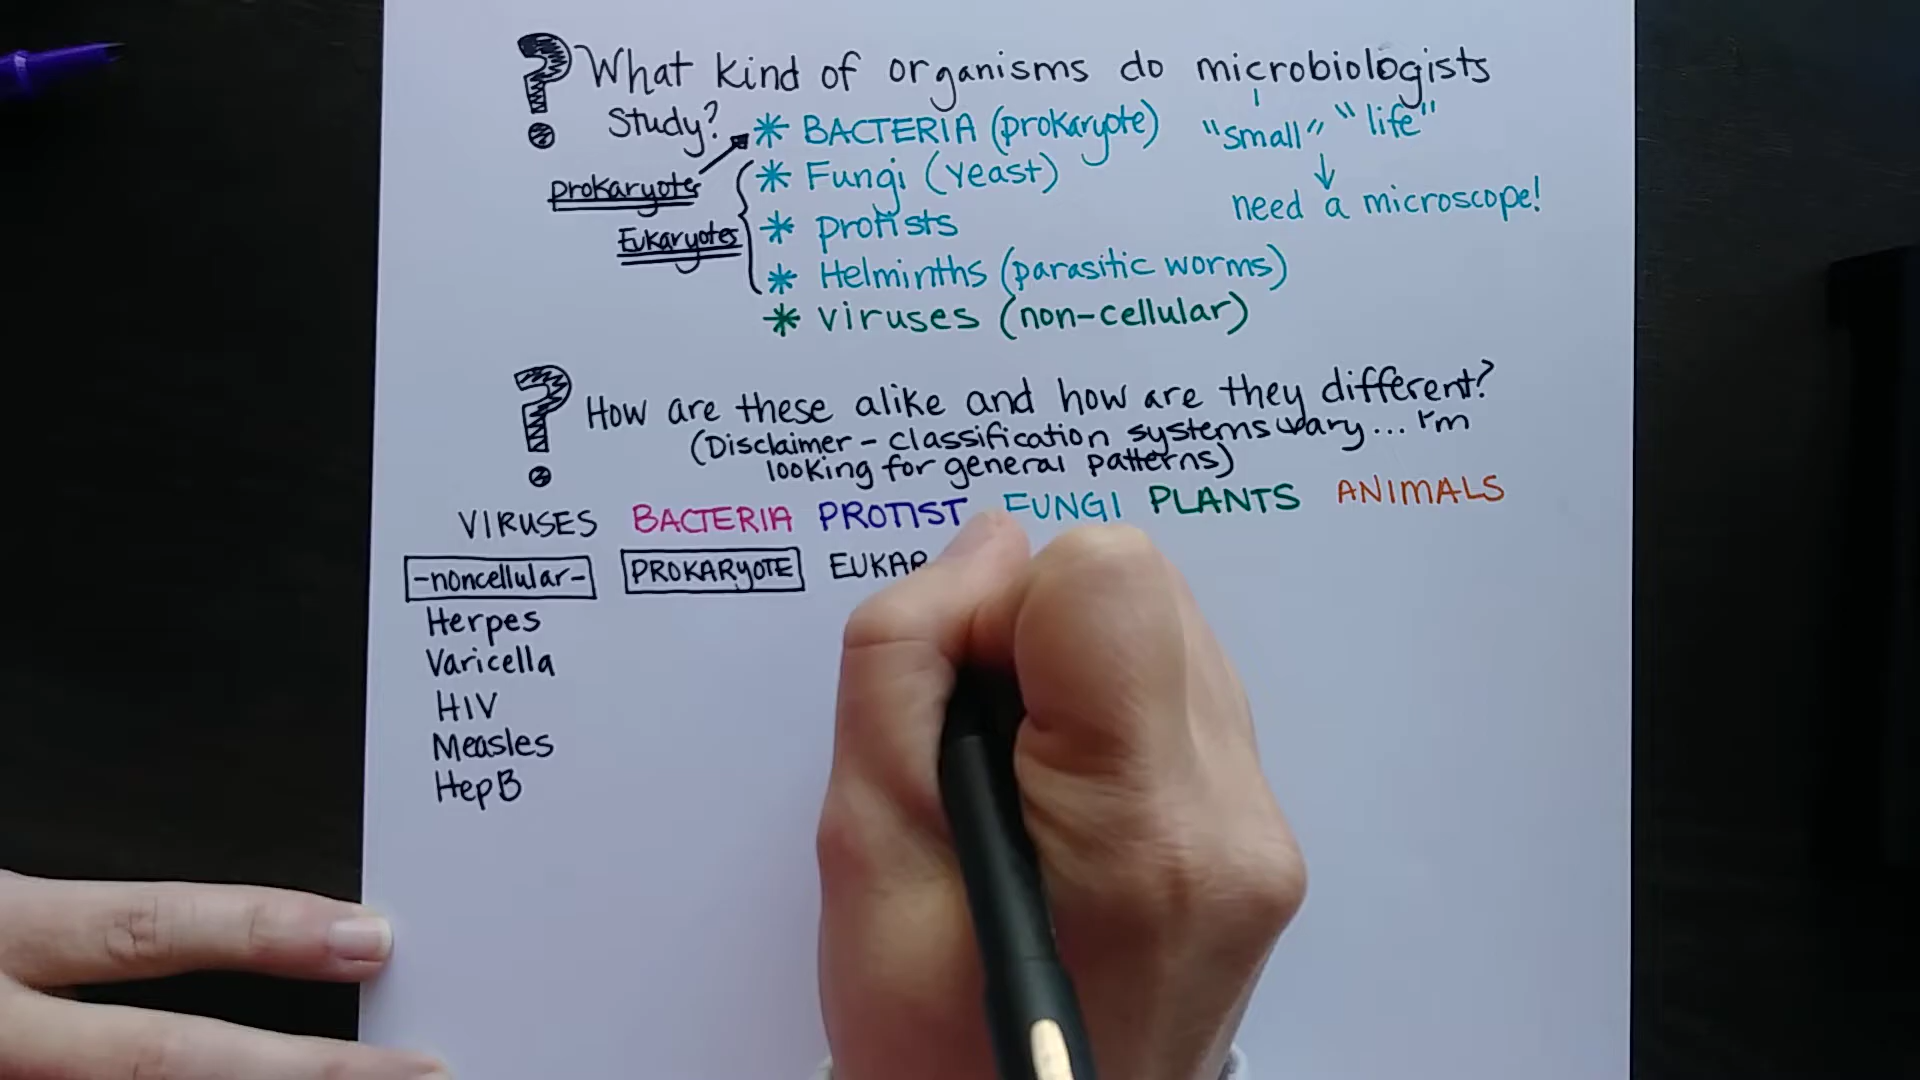 ? What kind of organisms do microbiologists
Study? * BACTERIA (prokaryote) "small" "life"
prokaryotes * Fungi (yeast) need a microscope!
Eukaryotes * protists
* Helminths (parasitic worms)
* viruses (non-cellular)
? How are these alike and how are they different?
(Disclaimer - classification systems vary... I'm
looking for general patterns)
VIRUSES BACTERIA PROTIST FUNGI PLANTS ANIMALS
-noncellular- PROKARYOTE EUKAR
Herpes
Varicella
HIV
Measles
HepB